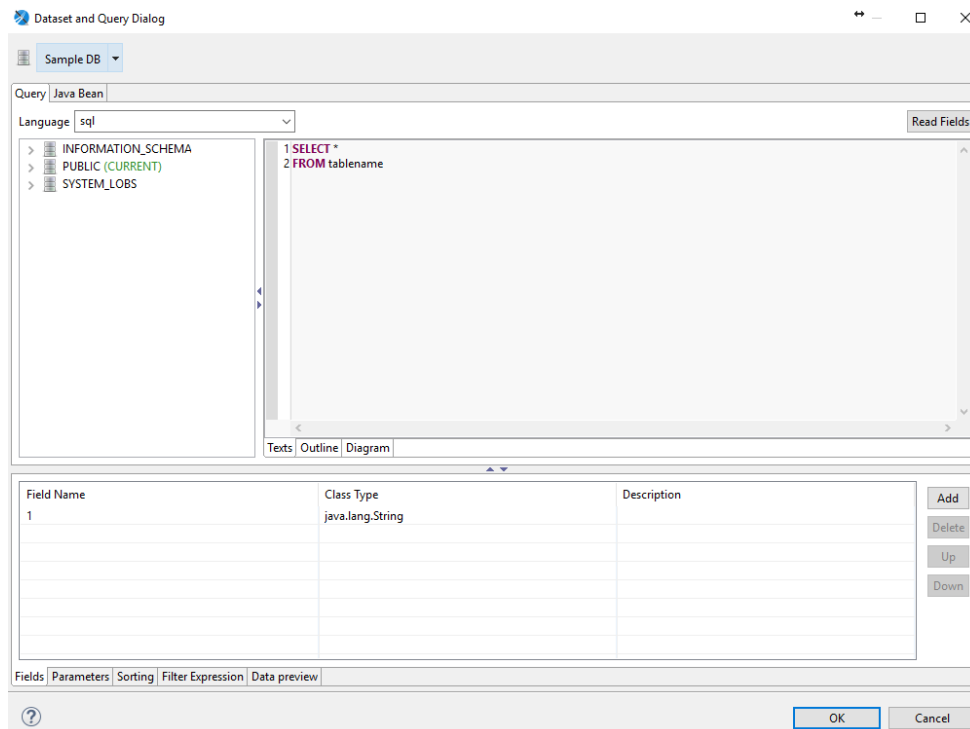 Dataset and Query Dialog
Sample DB
Query Java Bean
Language sql Read Fields
INFORMATION_SCHEMA
PUBLIC (CURRENT)
SYSTEM_LOBS
1 SELECT *
2 FROM tablename
Texts Outline Diagram
Field Name Class Type Description
1 java.lang.String
Add
Delete
Up
Down
Fields Parameters Sorting Filter Expression Data preview
? OK Cancel